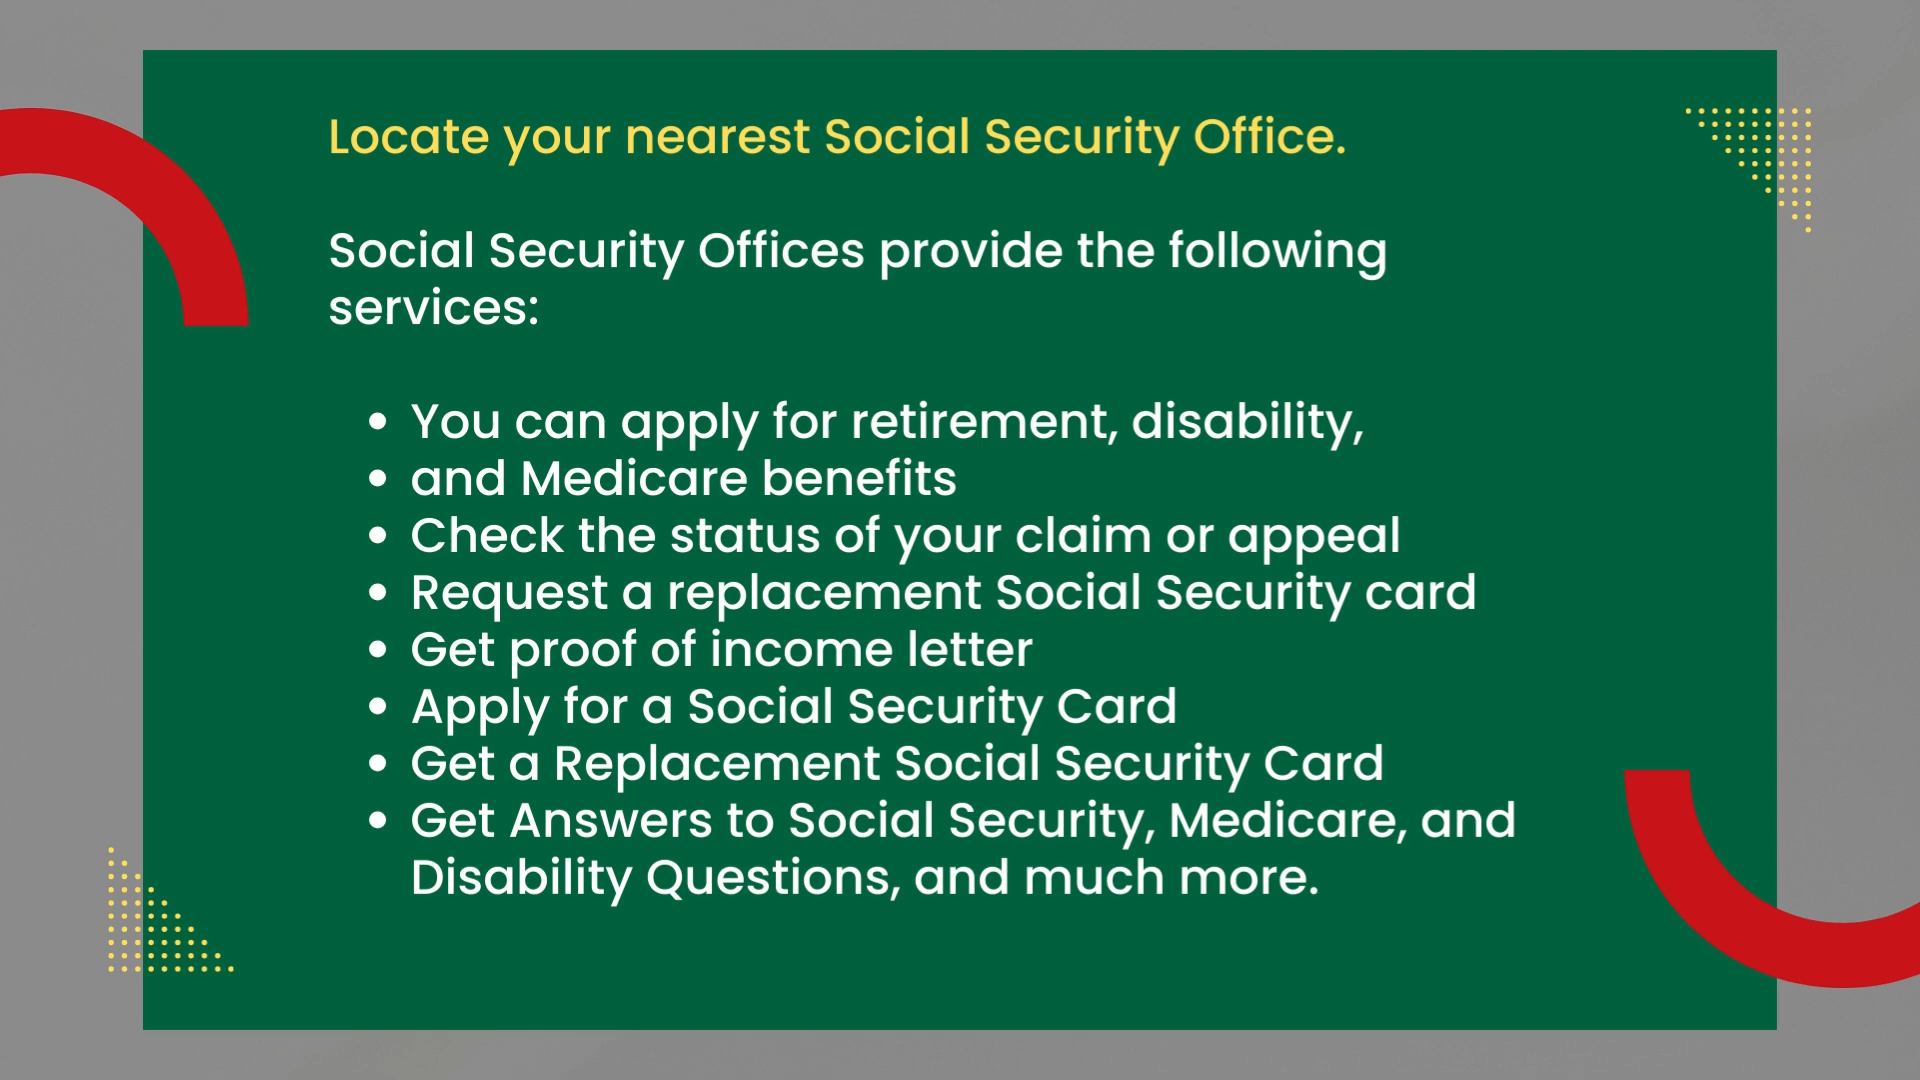 Locate your nearest Social Security Office.
Social Security Offices provide the following
services:
• You can apply for retirement, disability,
• and Medicare benefits
• Check the status of your claim or appeal
• Request a replacement Social Security card
• Get proof of income letter
• Apply for a Social Security Card
• Get a Replacement Social Security Card
• Get Answers to Social Security, Medicare, and
Disability Questions, and much more.